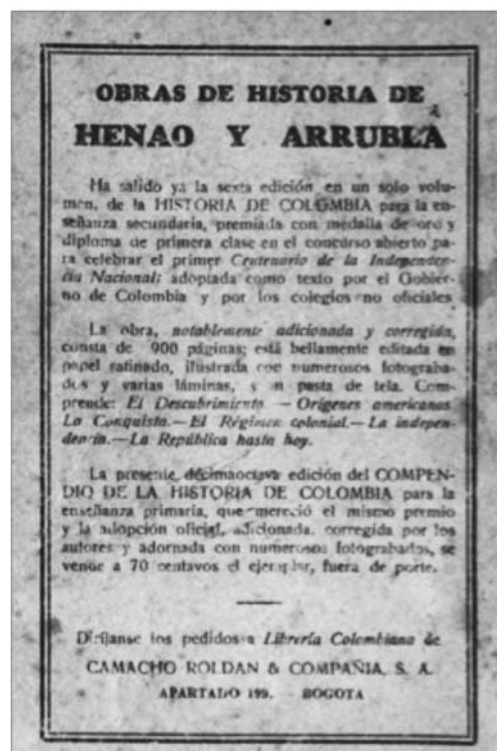 OBRAS DE HISTORIA DE
HENAO Y ARRUBLA
Ha salido ya la sexta edición en un solo volu-
men, de la HISTORIA DE COLOMBIA para la en-
señanza secundaria, premiada con medalla de oro y
diploma de primera clase en el concurso abierto pa-
ra celebrar el primer Centenario de la Independen-
cia Nacional; adoptada como texto por el Gobier-
no de Colombia y por los colegios no oficiales
La obra, notablemente adicionada y corregida,
consta de 900 páginas; está bellamente editada en
papel satinado, ilustrada con numerosos fotograba-
dos y varias láminas, y en pasta de tela. Com-
prende: El Descubrimiento — Orígenes americanos
La Conquista.—El Régimen colonial.—La indepen-
dencia.—La República hasta hoy.
La presente décimaoctava edición del COMPEN-
DIO DE LA HISTORIA DE COLOMBIA para la
enseñanza primaria, que mereció el mismo premio
y la adopción oficial, adicionada, corregida por los
autores y adornada con numerosos fotograbados, se
vende a 70 centavos el ejemplar, fuera de porte.
Diríjanse los pedidos a Librería Colombiana de
CAMACHO ROLDAN & COMPAÑIA, S. A.
APARTADO 199. - BOGOTA